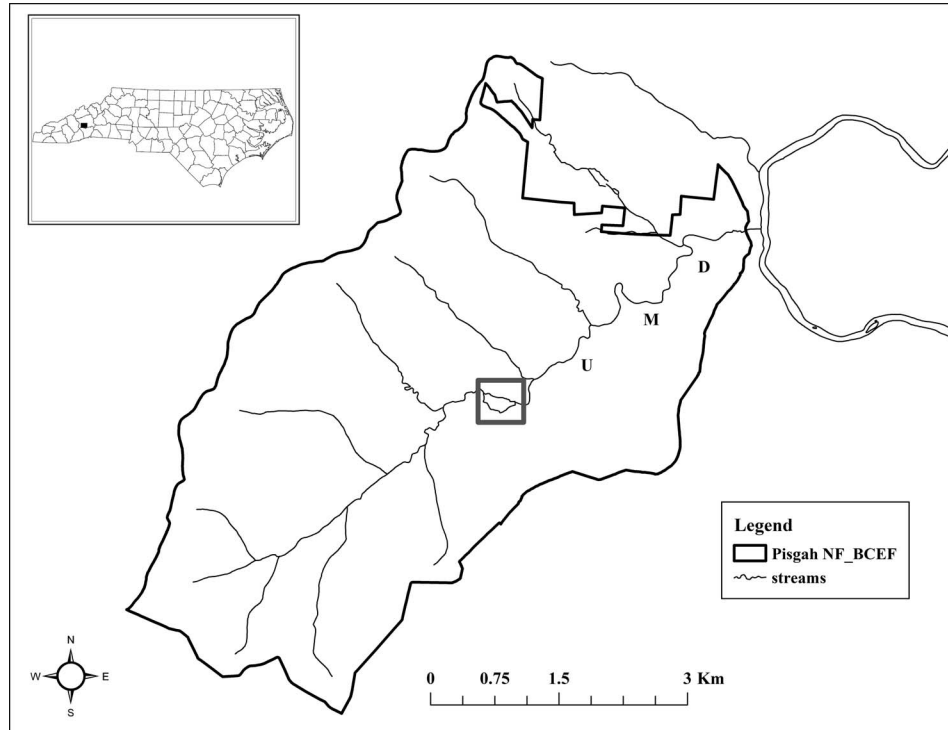 D
M
U
Legend
Pisgah NF_BCEF
streams
N
W E
S
0 0.75 1.5 3 Km